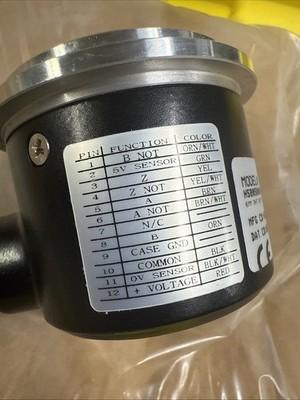 PIN FUNCTION COLOR
1 B NOT ORN/WHT
2 5V SENSOR GRN
3 Z YEL
4 Z NOT YEL/WHT
5 A BRN
6 A NOT BRN/WHT
7 N/C
8 B ORN
9 CASE GND
10 COMMON BLK
11 0V SENSOR BLK/WHT
12 + VOLTAGE RED
MODEL
MFG
CE